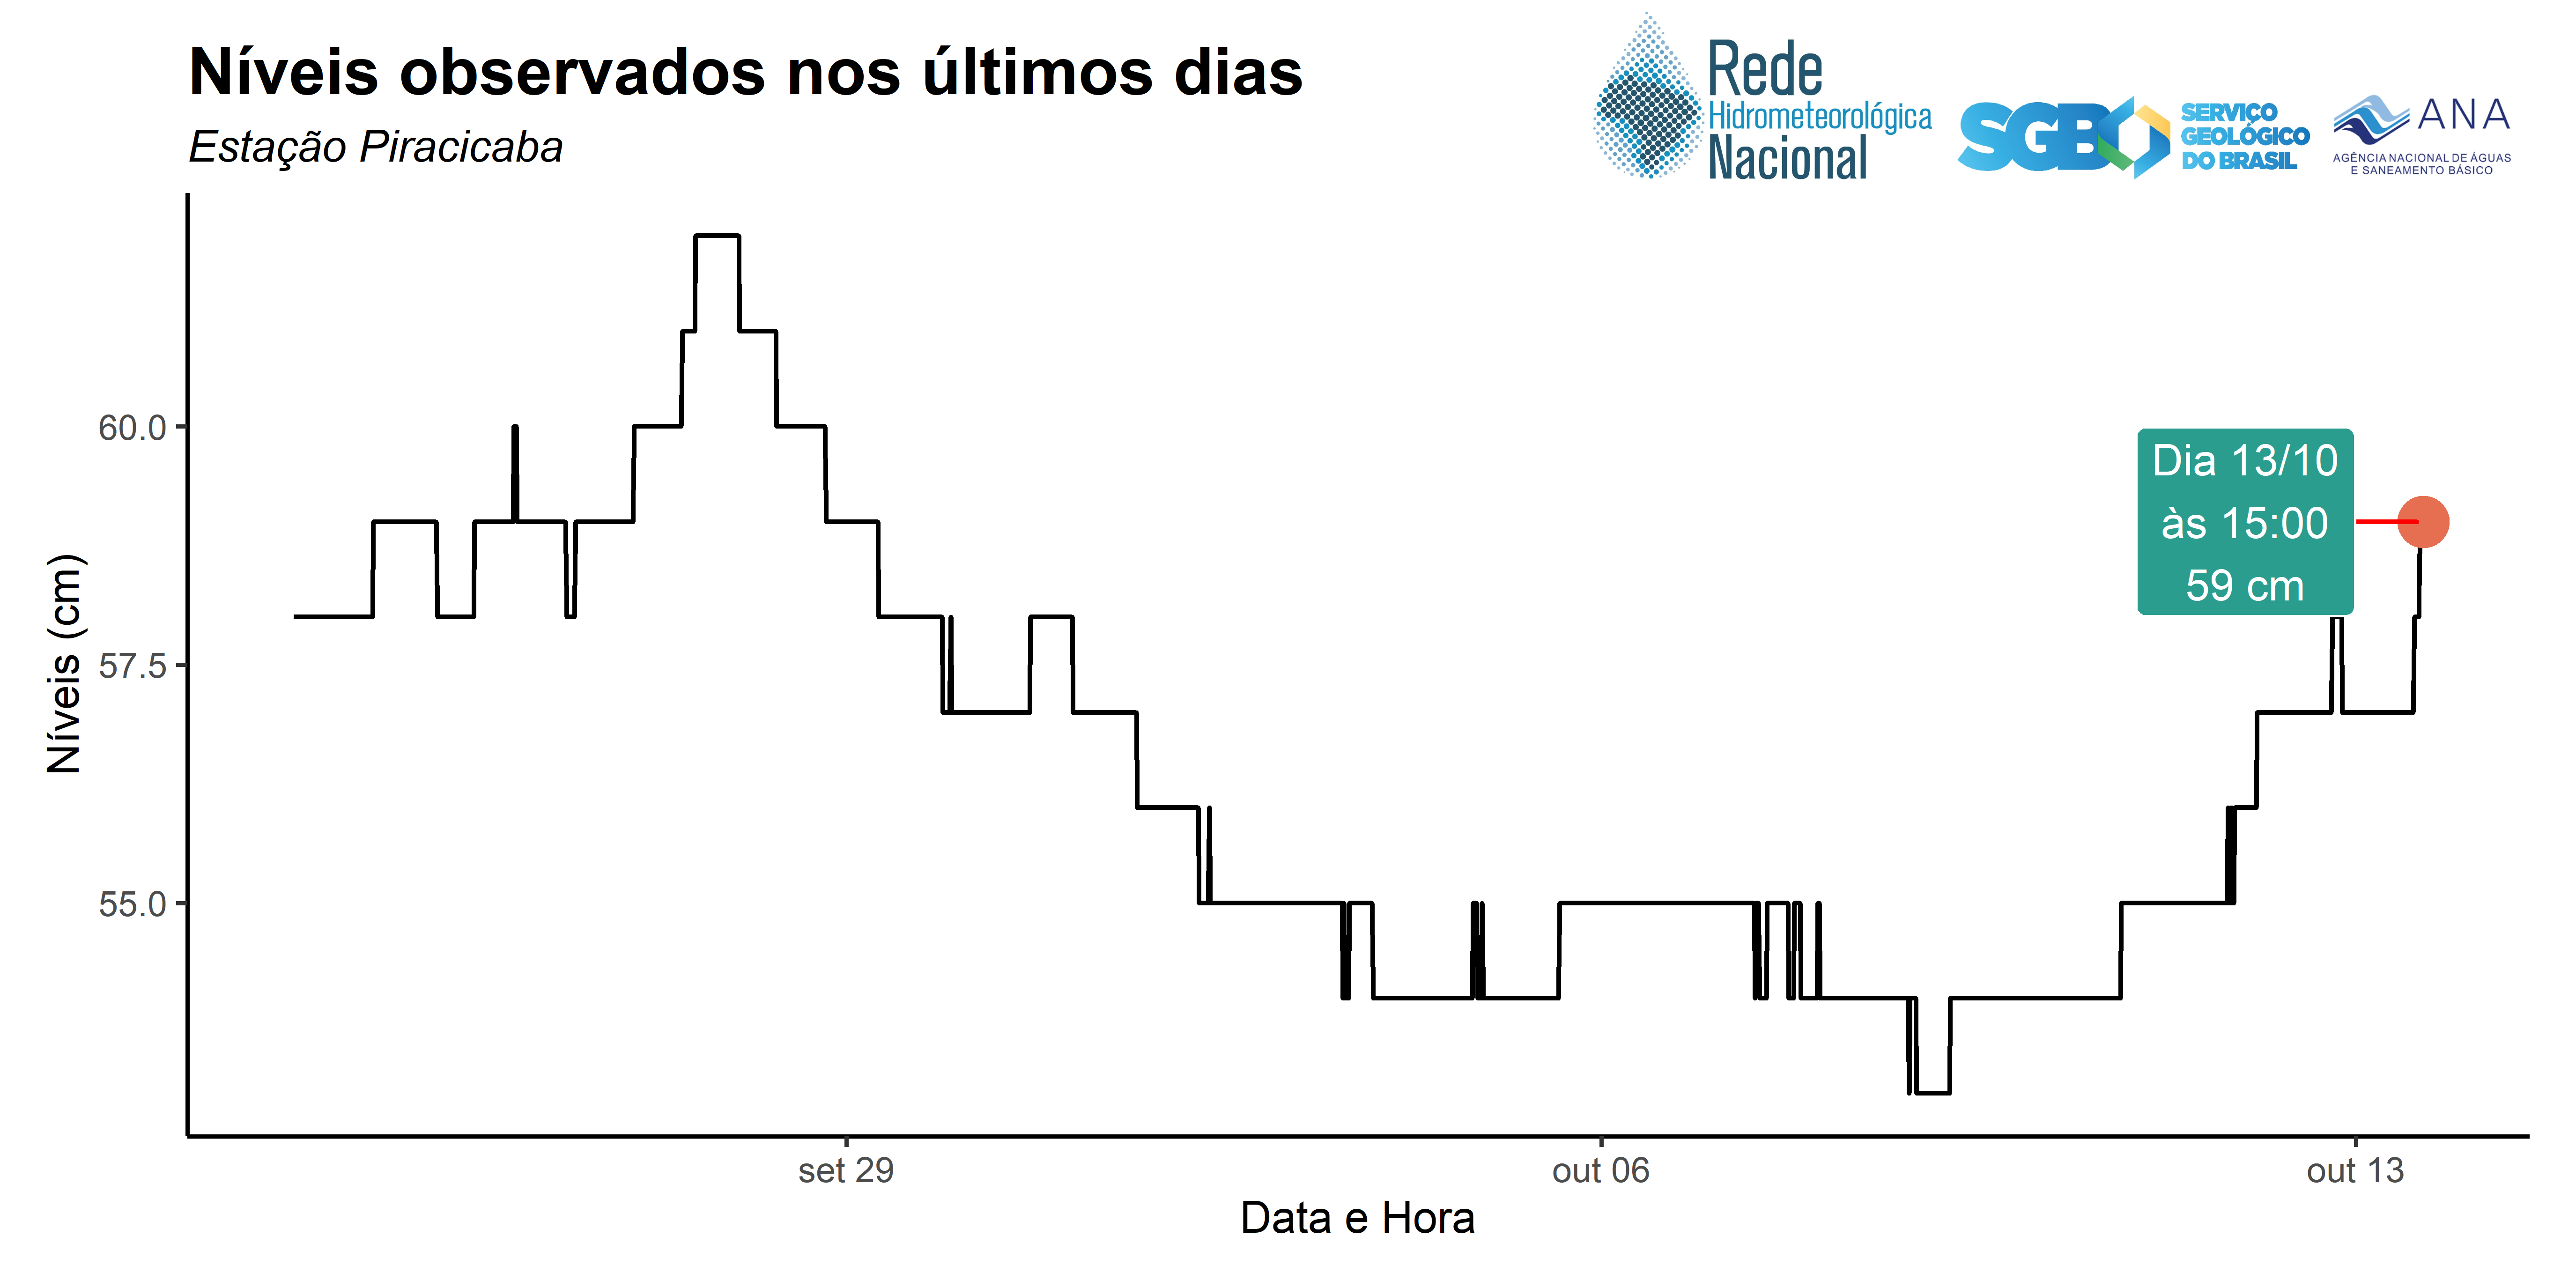 Níveis observados nos últimos dias
Estação Piracicaba
Rede
Hidrometeorológica
Nacional
SGB
SERVIÇO
GEOLÓGICO
DO BRASIL
ANA
AGÊNCIA NACIONAL DE ÁGUAS
E SANEAMENTO BÁSICO
Níveis (cm)
60.0
57.5
55.0
Dia 13/10
às 15:00
59 cm
set 29
out 06
out 13
Data e Hora